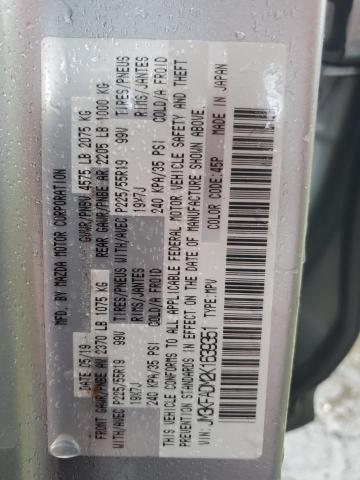 MFD. BY MAZDA MOTOR CORPORATION
DATE 05/19 GVWR/PNBV 4575 LB 2075 KG
FRONT GAWR/PNBE AV 2370 LB 1075 KG REAR GAWR/PNBE AR 2205 LB 1000 KG
WITH/AVEC P225/55R19 99V TIRES/PNEUS WITH/AVEC P225/55R19 99V TIRES/PNEUS
19X7J RIMS/JANTES 19X7J RIMS/JANTES
240 KPA/35 PSI COLD/A FROID 240 KPA/35 PSI COLD/A FROID
THIS VEHICLE CONFORMS TO ALL APPLICABLE FEDERAL MOTOR VEHICLE SAFETY AND THEFT
PREVENTION STANDARDS IN EFFECT ON THE DATE OF MANUFACTURE SHOWN ABOVE.
VIN: JM3KFADM2K1639351 TYPE: MPV COLOR CODE: 45P MADE IN JAPAN